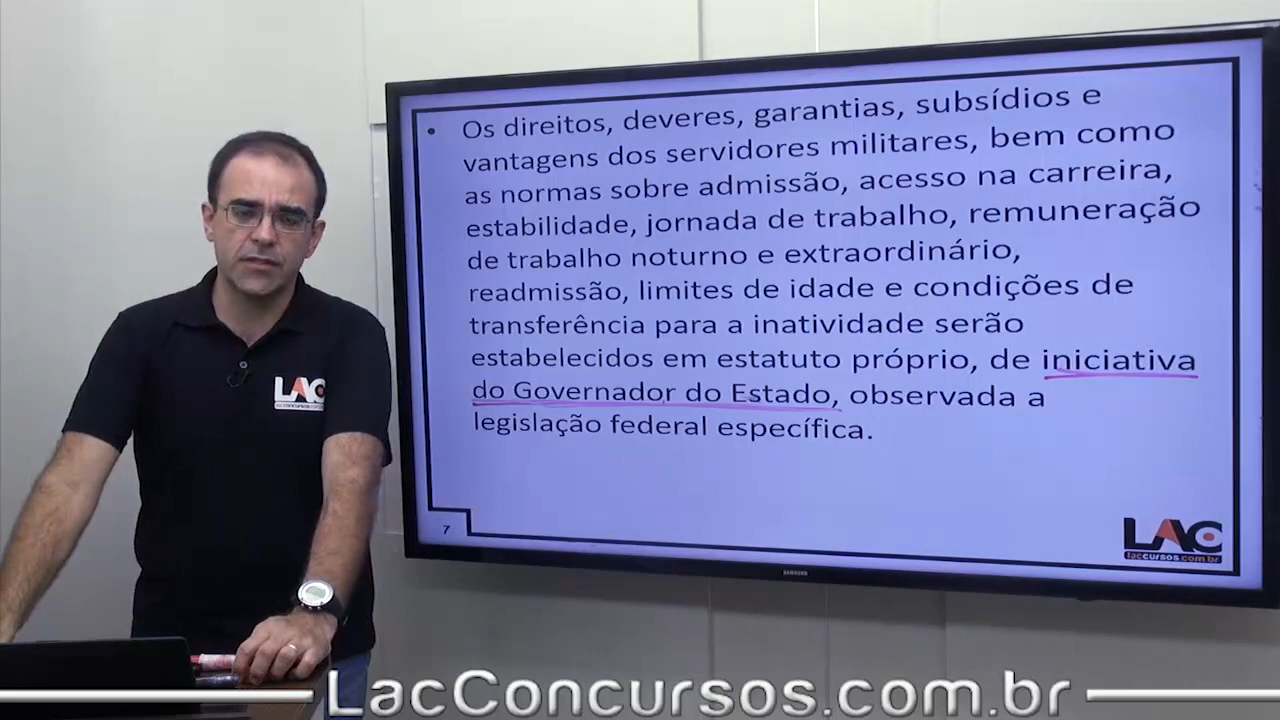 • Os direitos, deveres, garantias, subsídios e
vantagens dos servidores militares, bem como
as normas sobre admissão, acesso na carreira,
estabilidade, jornada de trabalho, remuneração
de trabalho noturno e extraordinário,
readmissão, limites de idade e condições de
transferência para a inatividade serão
estabelecidos em estatuto próprio, de iniciativa
do Governador do Estado, observada a
legislação federal específica.
7
LAC
laccursos.com.br
SAMSUNG
LAC
LacConcursos.com.br